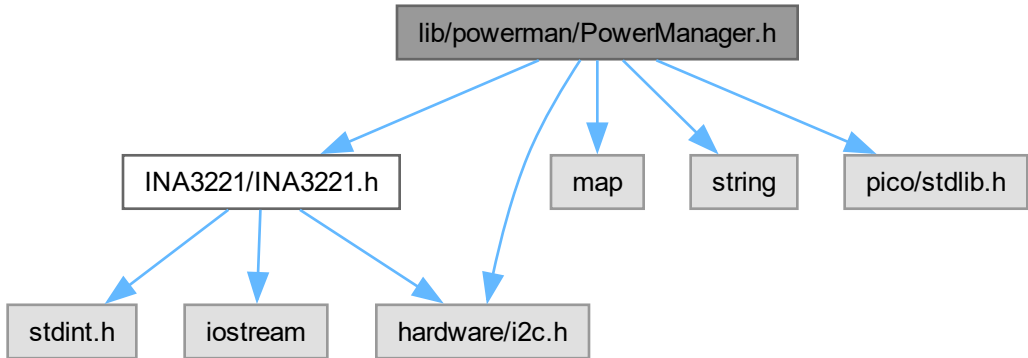 lib/powerman/PowerManager.h
INA3221/INA3221.h
map
string
pico/stdlib.h
stdint.h
iostream
hardware/i2c.h